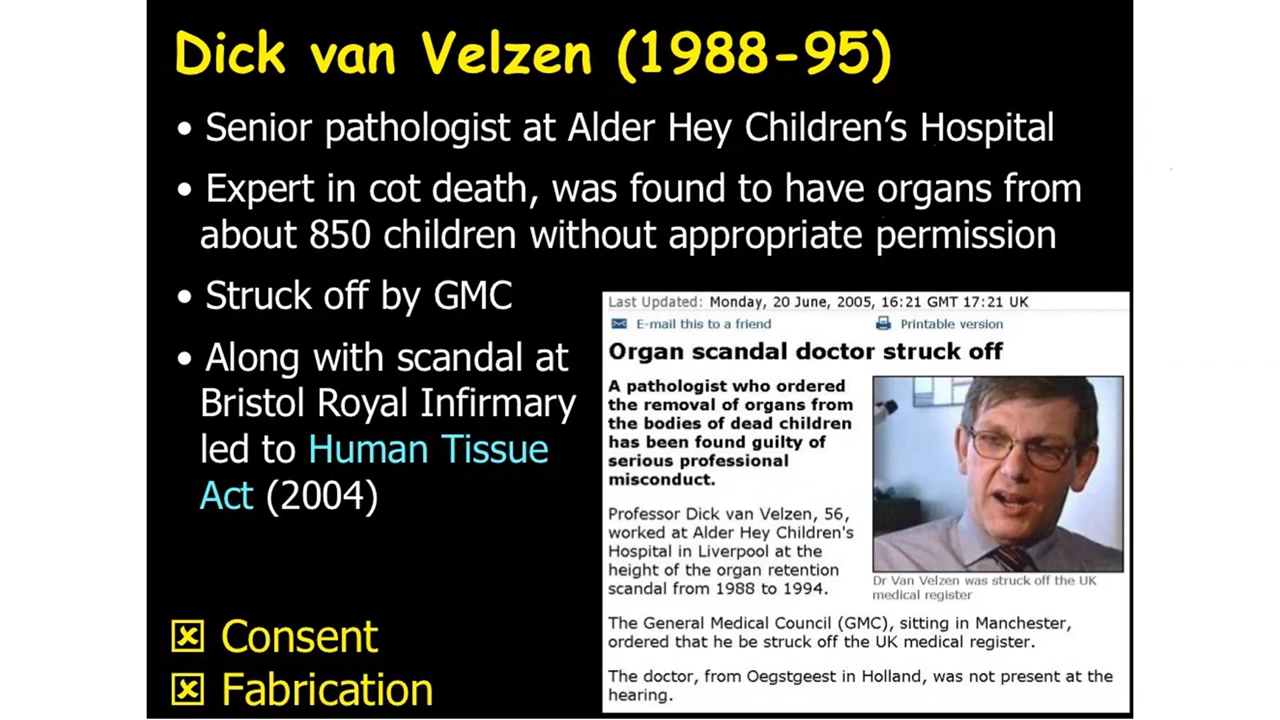 Dick van Velzen (1988-95)
• Senior pathologist at Alder Hey Children's Hospital
• Expert in cot death, was found to have organs from
about 850 children without appropriate permission
• Struck off by GMC
• Along with scandal at
Bristol Royal Infirmary
led to Human Tissue
Act (2004)
☒ Consent
☒ Fabrication
Last Updated: Monday, 20 June, 2005, 16:21 GMT 17:21 UK
E-mail this to a friend Printable version
Organ scandal doctor struck off
A pathologist who ordered
the removal of organs from
the bodies of dead children
has been found guilty of
serious professional
misconduct.
Professor Dick van Velzen, 56,
worked at Alder Hey Children's
Hospital in Liverpool at the
height of the organ retention
scandal from 1988 to 1994.
Dr Van Velzen was struck off the UK
medical register
The General Medical Council (GMC), sitting in Manchester,
ordered that he be struck off the UK medical register.
The doctor, from Oegstgeest in Holland, was not present at the
hearing.